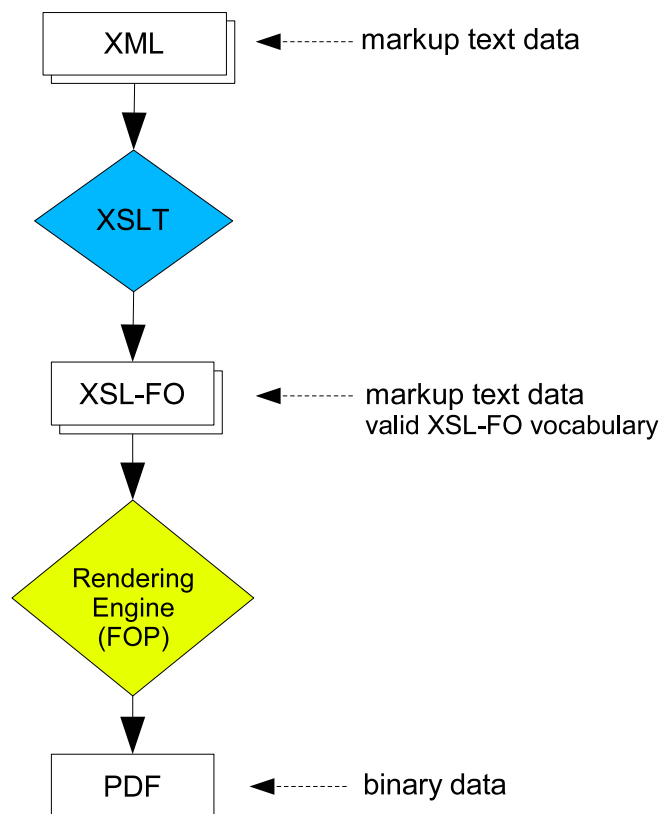 XML
markup text data
XSLT
XSL-FO
markup text data
valid XSL-FO vocabulary
Rendering
Engine
(FOP)
PDF
binary data